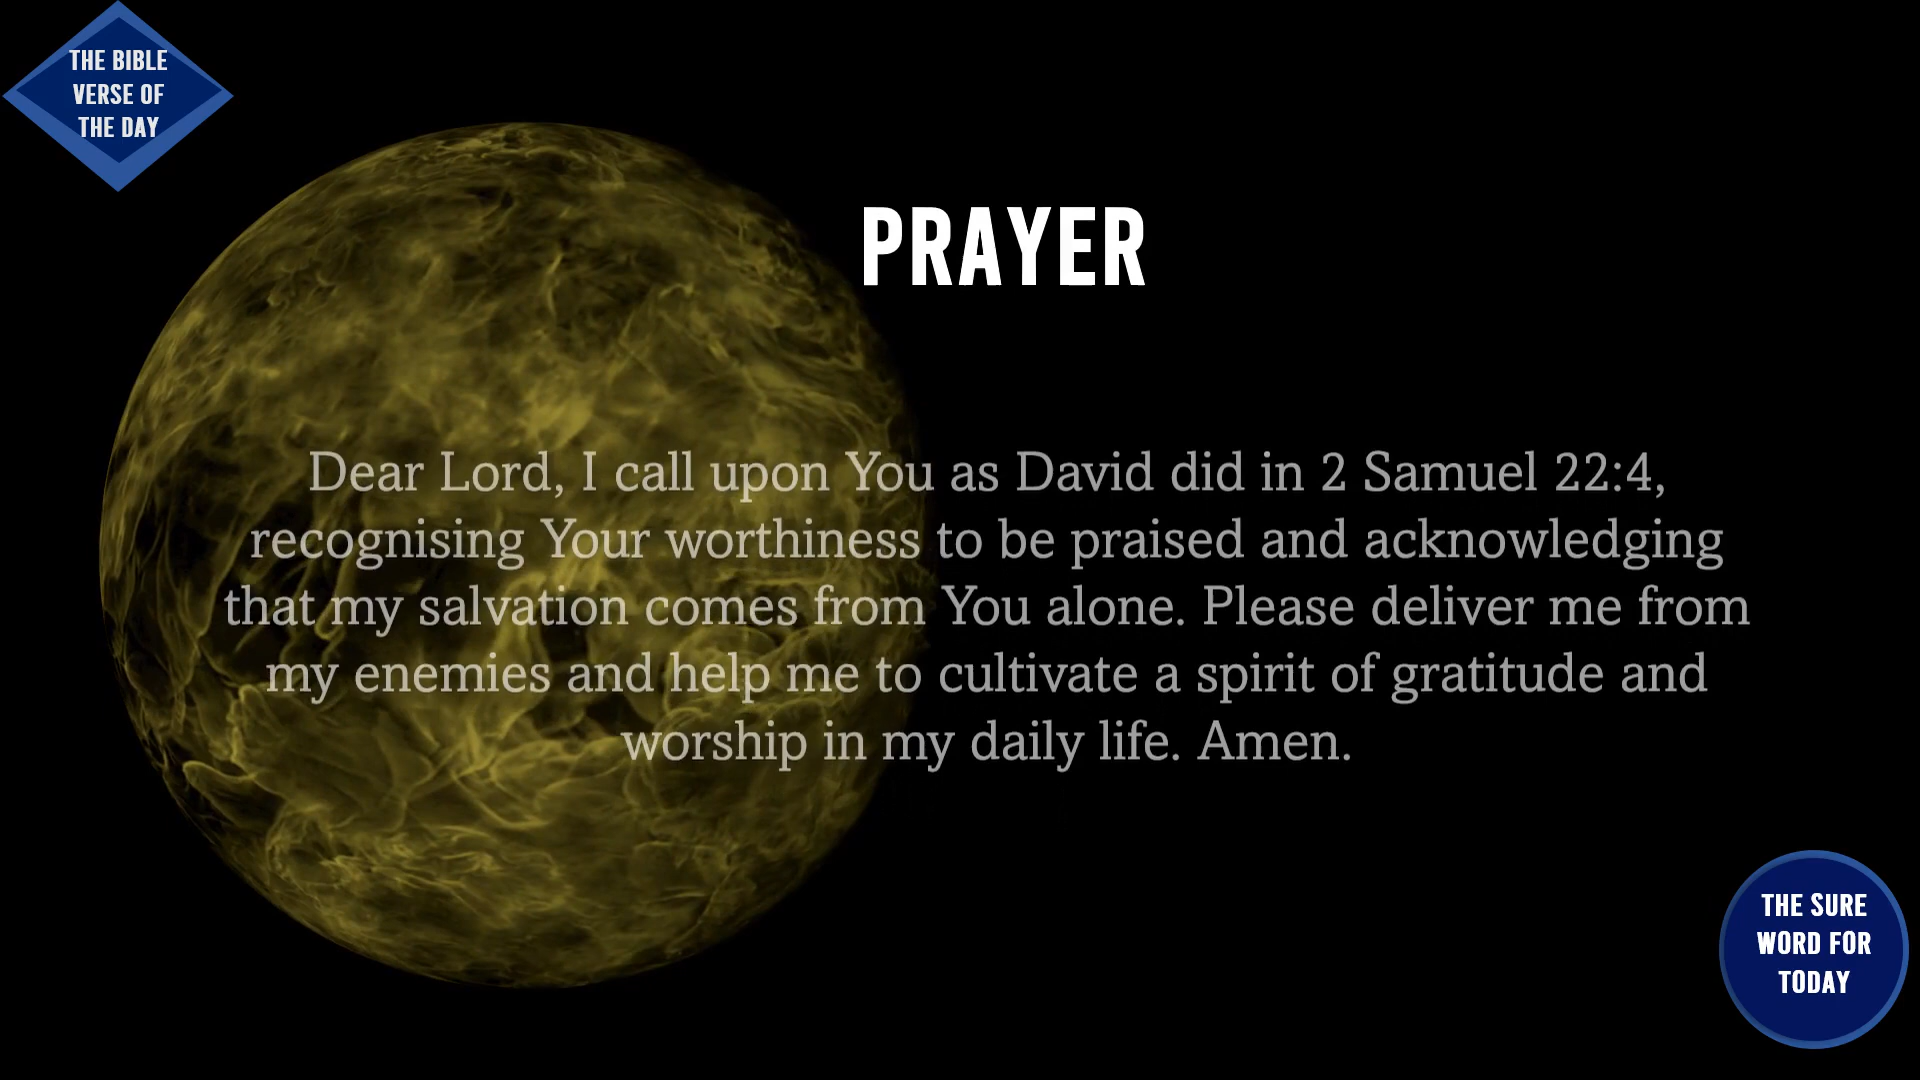 THE BIBLE
VERSE OF
THE DAY
PRAYER
Dear Lord, I call upon You as David did in 2 Samuel 22:4,
recognising Your worthiness to be praised and acknowledging
that my salvation comes from You alone. Please deliver me from
my enemies and help me to cultivate a spirit of gratitude and
worship in my daily life. Amen.
THE SURE
WORD FOR
TODAY